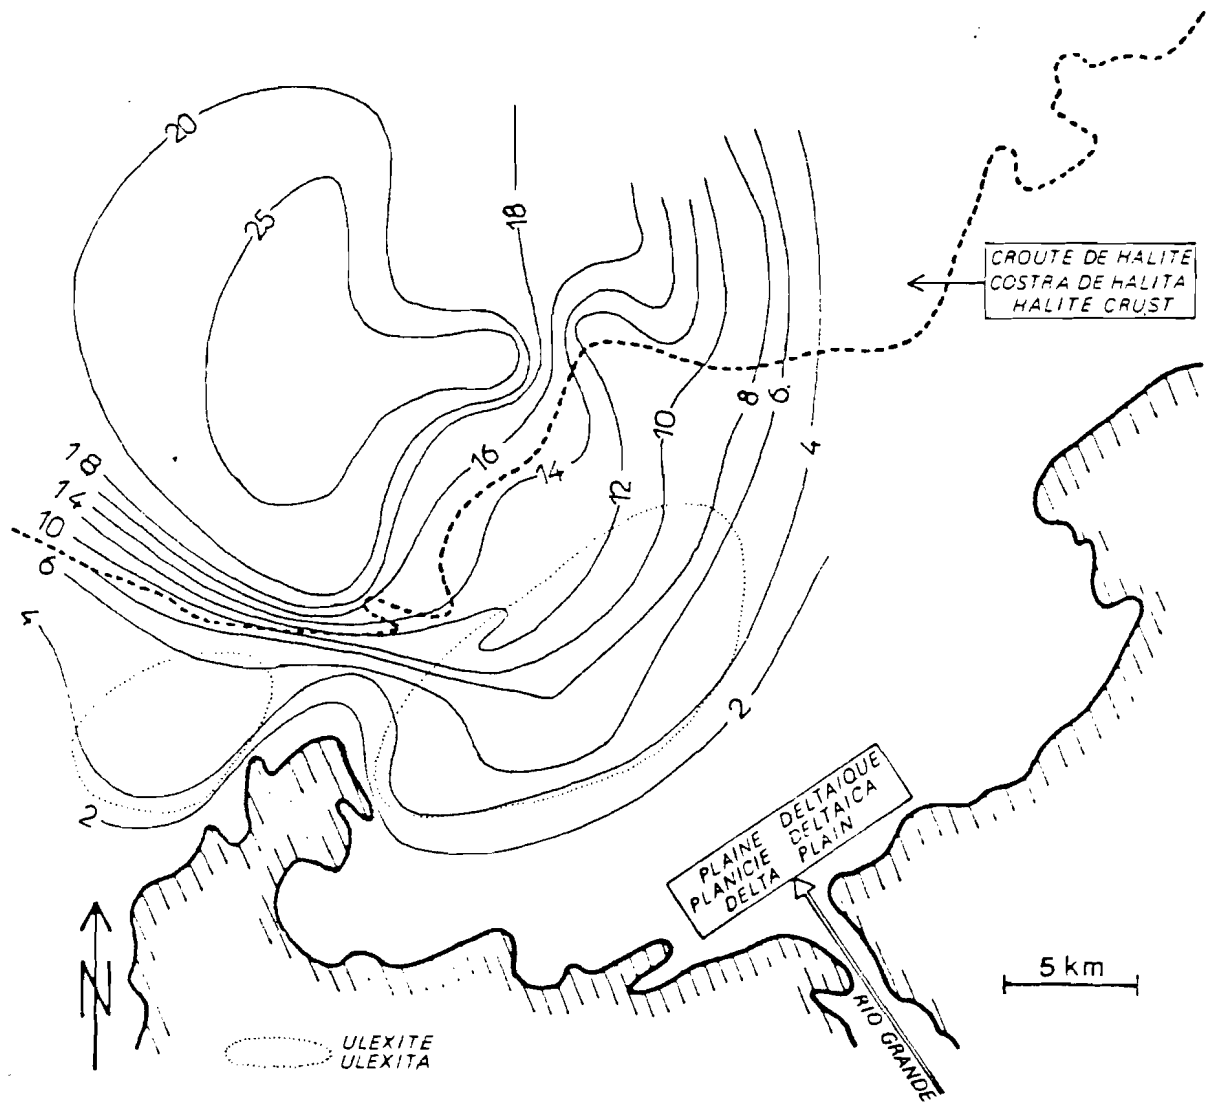 20
25
18
CROUTE DE HALITE
COSTRA DE HALITA
HALITE CRUST
8
6
4
10
16
14
12
18
14
10
6
4
2
2
PLAINE DELTAIQUE
PLANICIE DELTAICA
DELTA PLAIN
N
5 km
RIO GRANDE
ULEXITE
ULEXITA